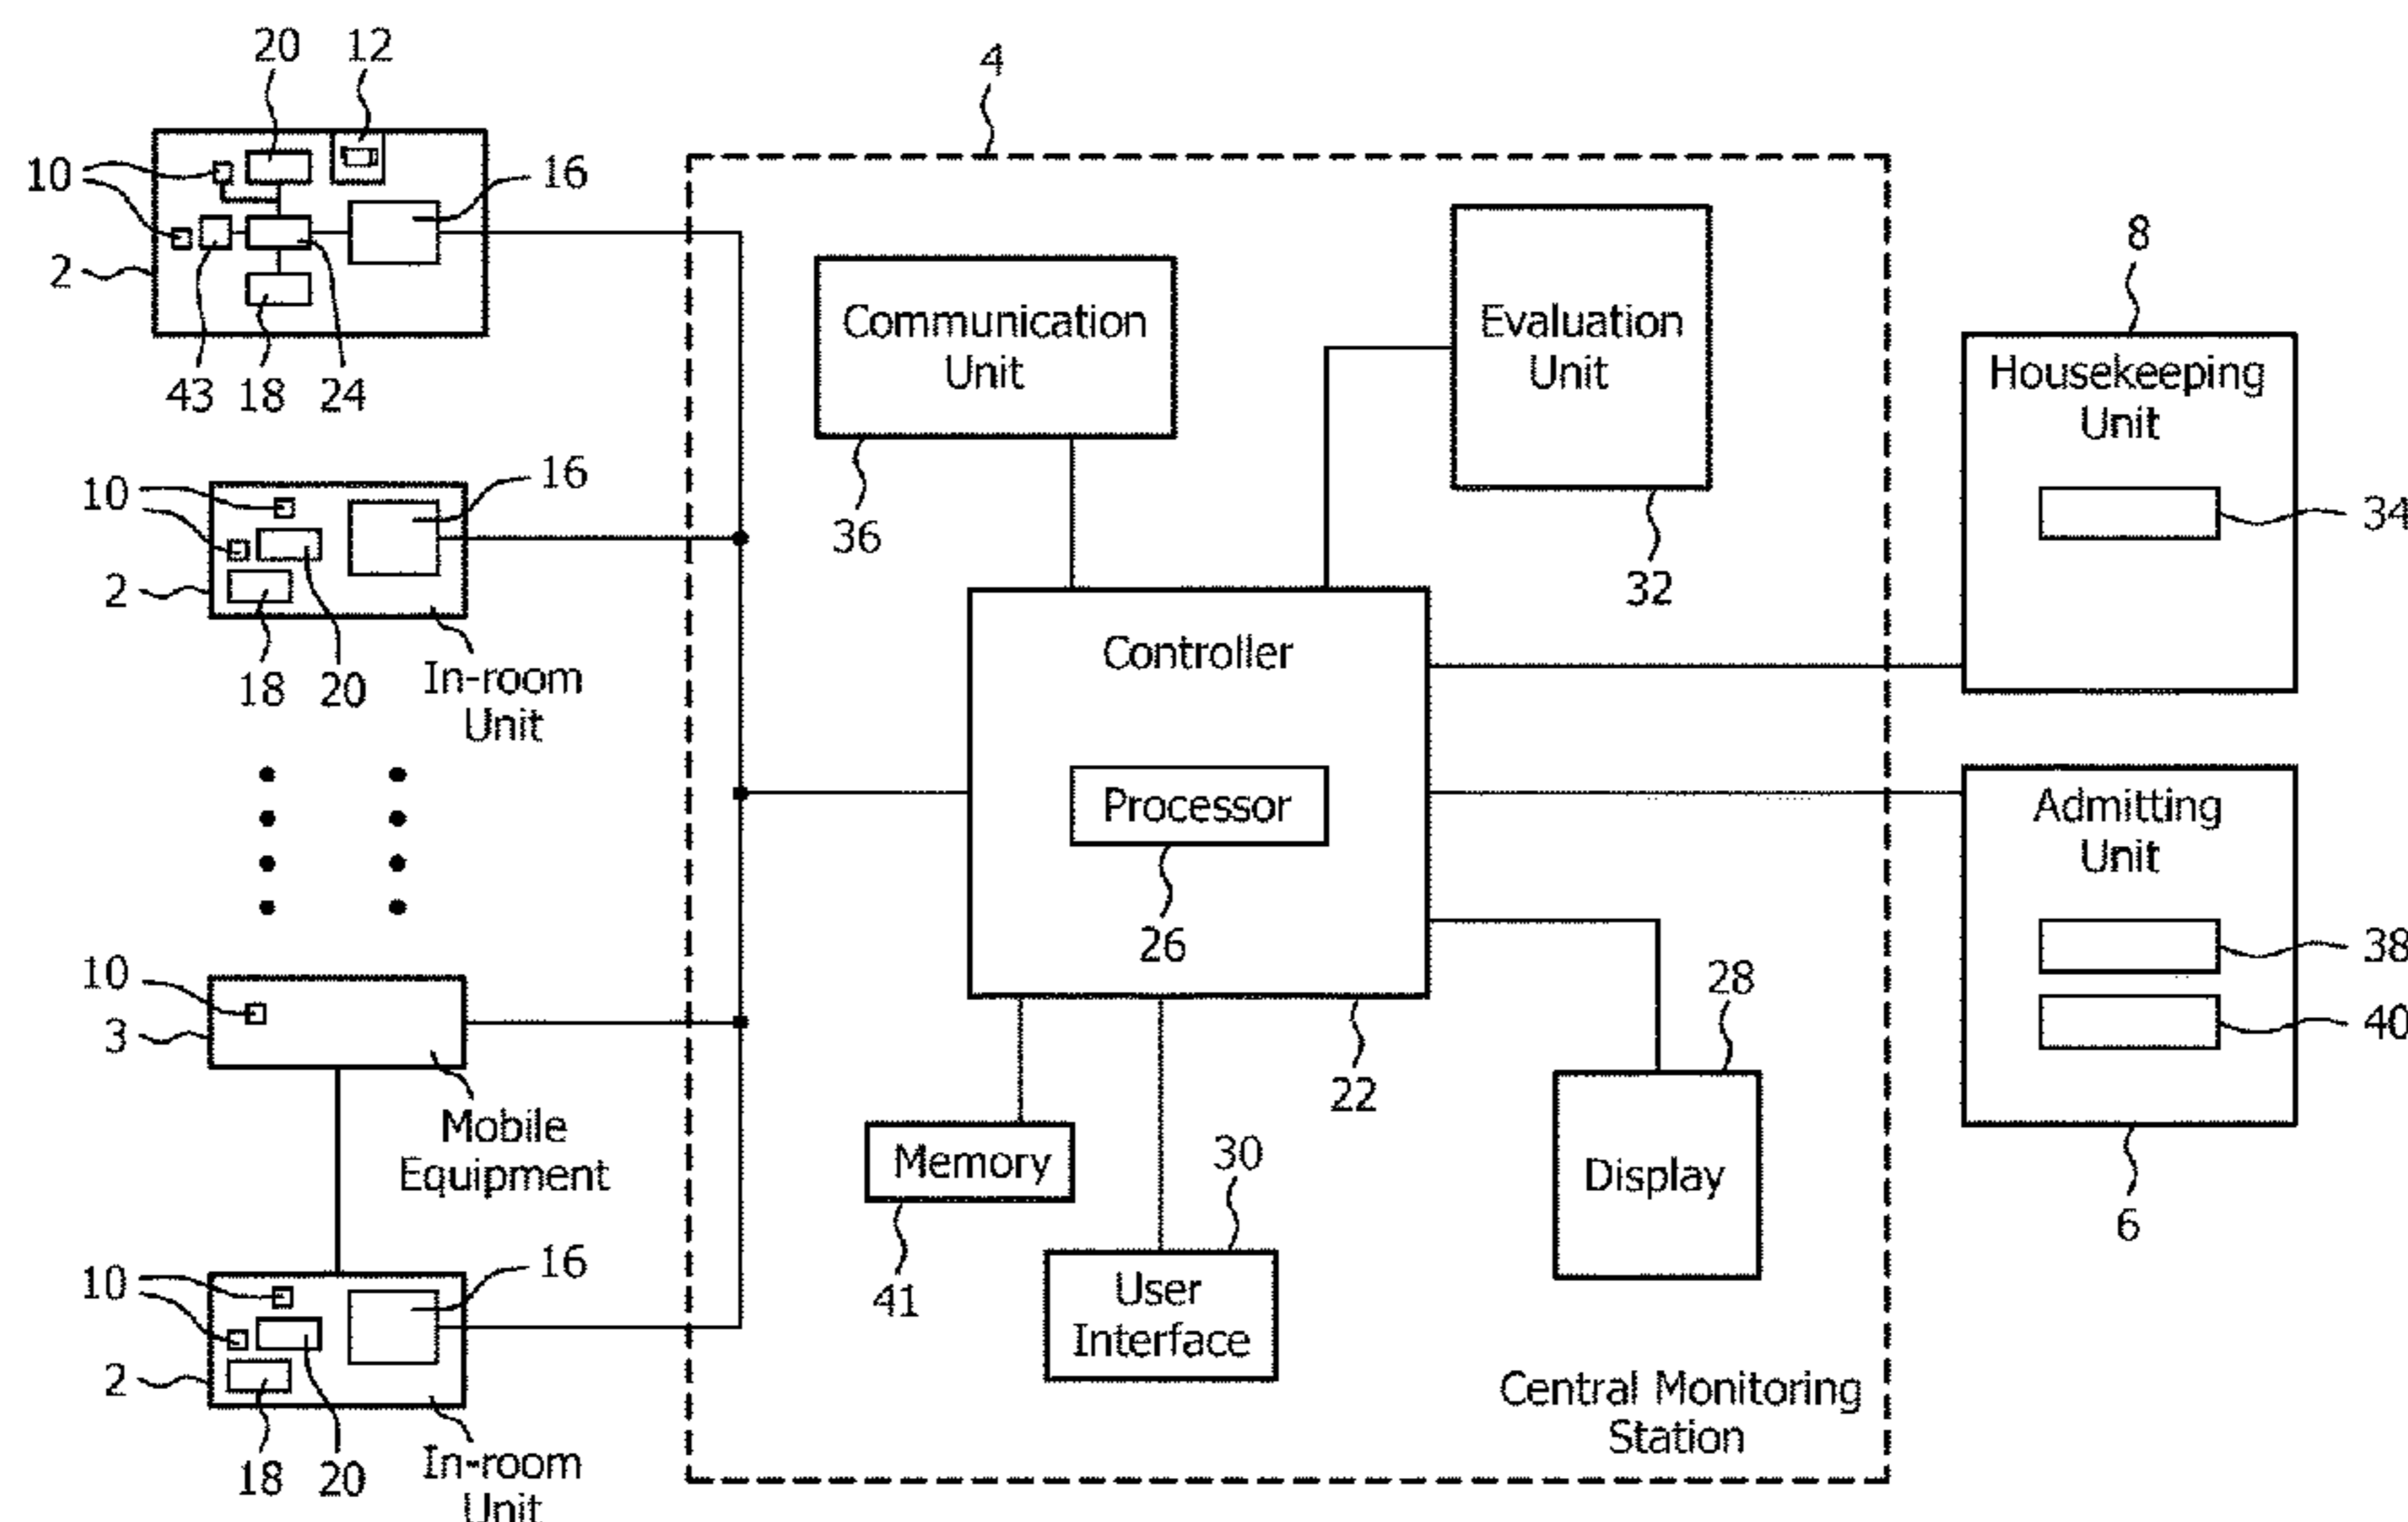 20
12
10
16
2
43
18
24
10
16
2
18
20
In-room
Unit
10
3
Mobile
Equipment
10
16
2
18
20
In-room
Unit
4
Communication
Unit
36
Evaluation
Unit
32
Controller
Processor
26
22
Memory
41
30
User
Interface
28
Display
Central Monitoring
Station
8
Housekeeping
Unit
34
Admitting
Unit
38
40
6